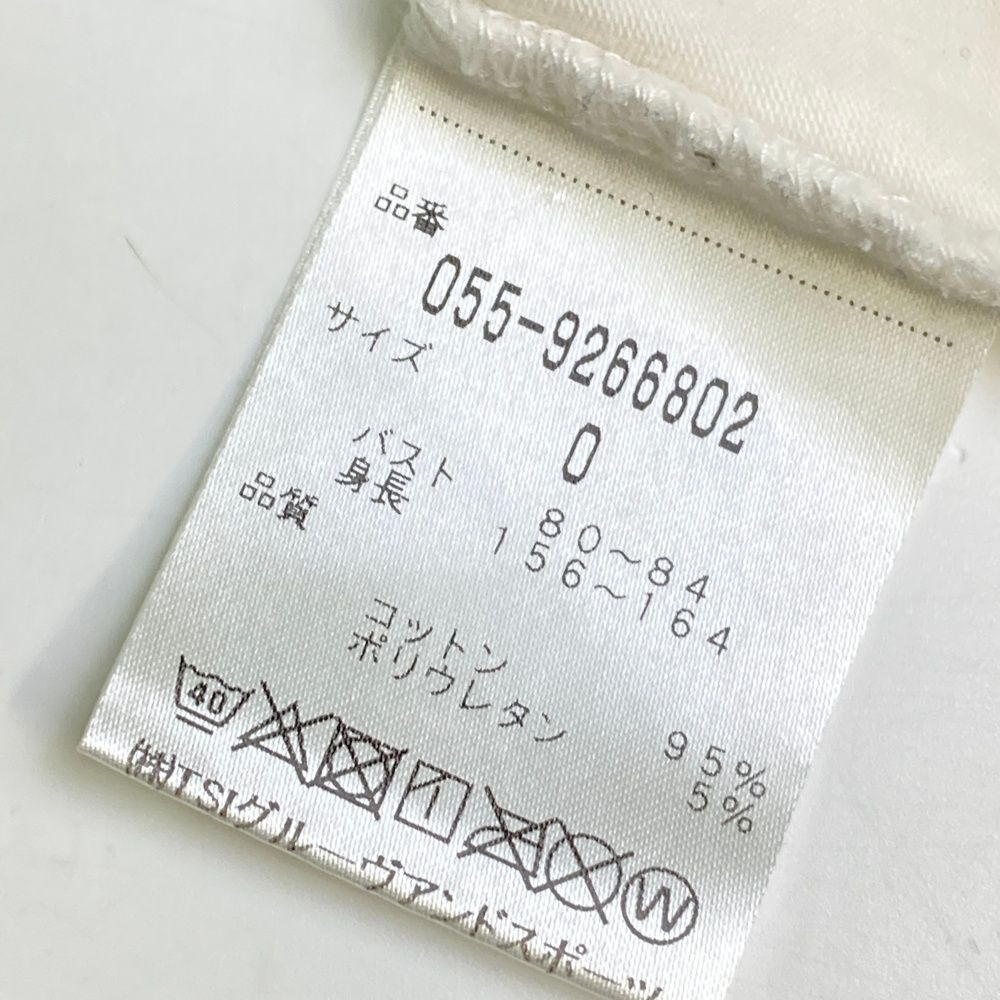 品番
055-9266802
サイズ
0
バスト 80～84
身長 156～164
品質
コットン 95%
ポリウレタン 5%
40
W
㈱TSIグルーヴアンドスポーツ